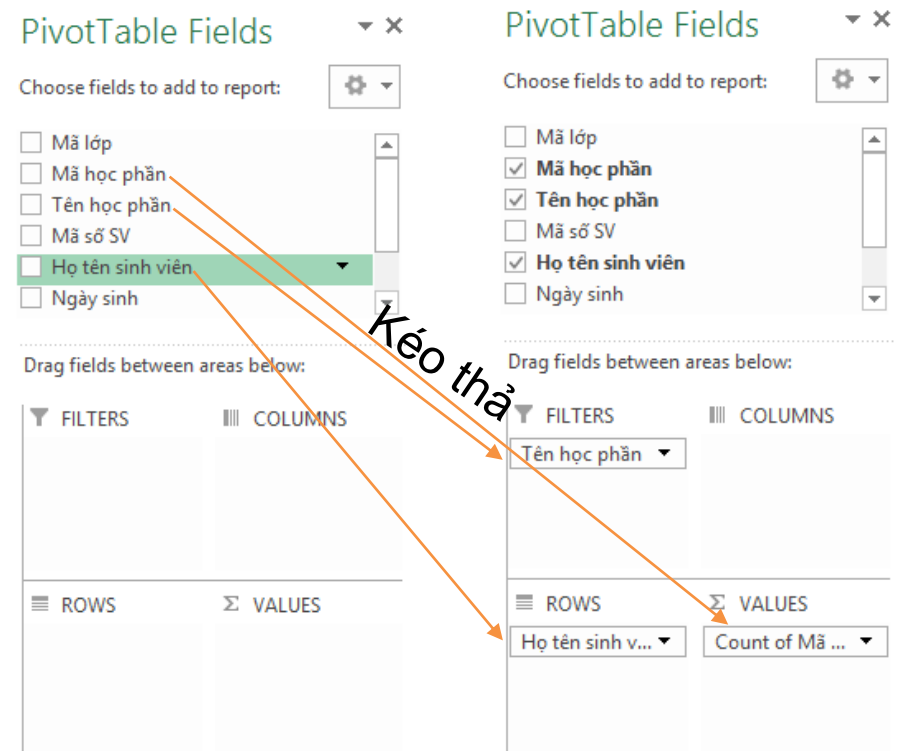 PivotTable Fields
Choose fields to add to report:
Mã lớp
Mã học phần
Tên học phần
Mã số SV
Họ tên sinh viên
Ngày sinh
Drag fields between areas below:
FILTERS
COLUMNS
ROWS
Σ VALUES
Kéo thả
PivotTable Fields
Choose fields to add to report:
Mã lớp
Mã học phần
Tên học phần
Mã số SV
Họ tên sinh viên
Ngày sinh
Drag fields between areas below:
FILTERS
COLUMNS
Tên học phần
ROWS
Σ VALUES
Họ tên sinh v...
Count of Mã ...